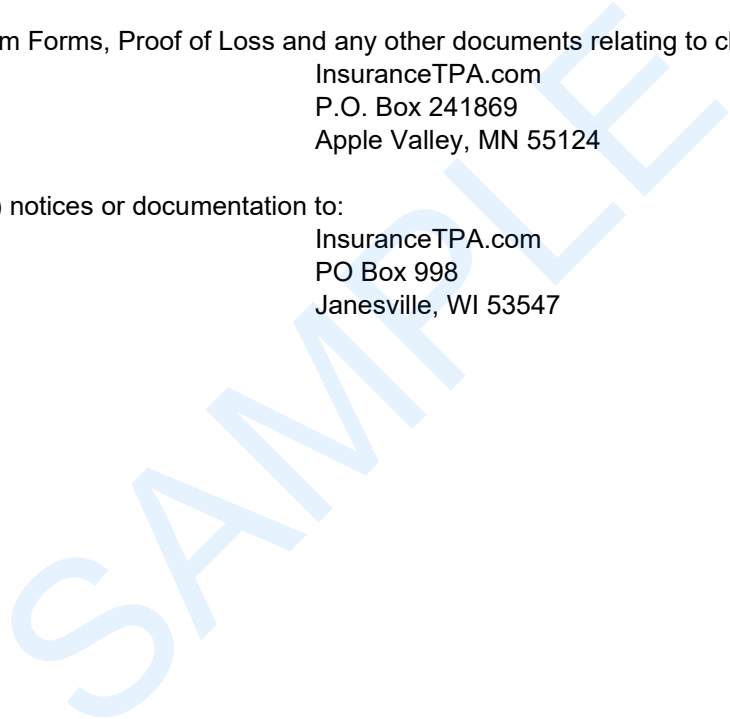 m Forms, Proof of Loss and any other documents relating to cl
InsuranceTPA.com
P.O. Box 241869
Apple Valley, MN 55124
) notices or documentation to:
InsuranceTPA.com
PO Box 998
Janesville, WI 53547
SAMPLE